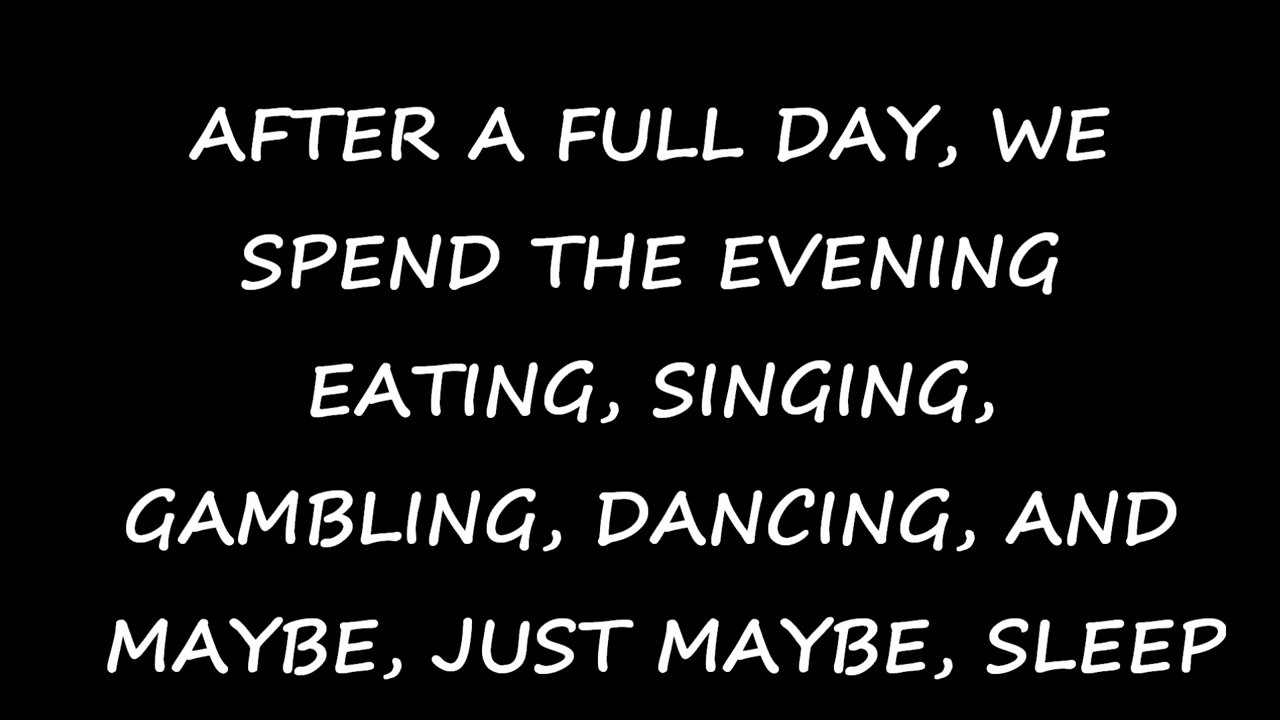 AFTER A FULL DAY, WE
SPEND THE EVENING
EATING, SINGING,
GAMBLING, DANCING, AND
MAYBE, JUST MAYBE, SLEEP